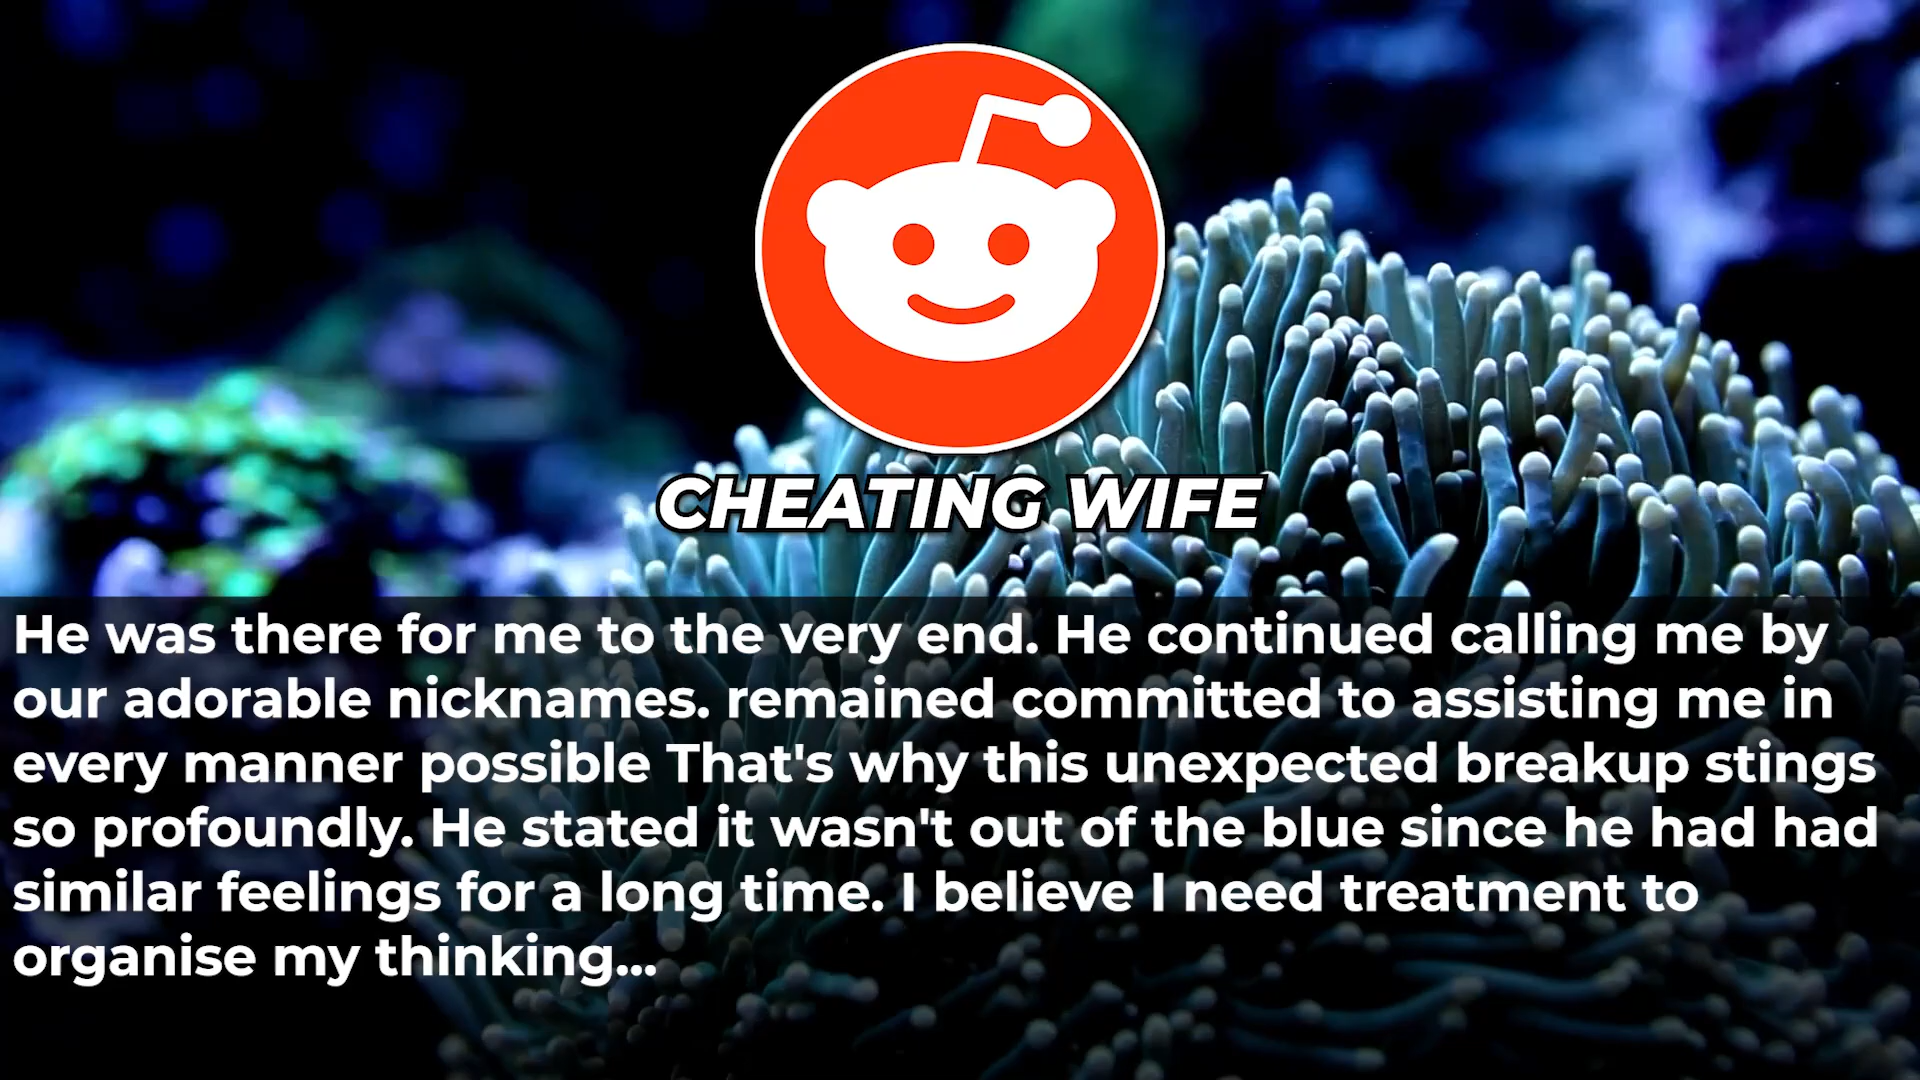 CHEATING WIFE
He was there for me to the very end. He continued calling me by
our adorable nicknames. remained committed to assisting me in
every manner possible That's why this unexpected breakup stings
so profoundly. He stated it wasn't out of the blue since he had had
similar feelings for a long time. I believe I need treatment to
organise my thinking...